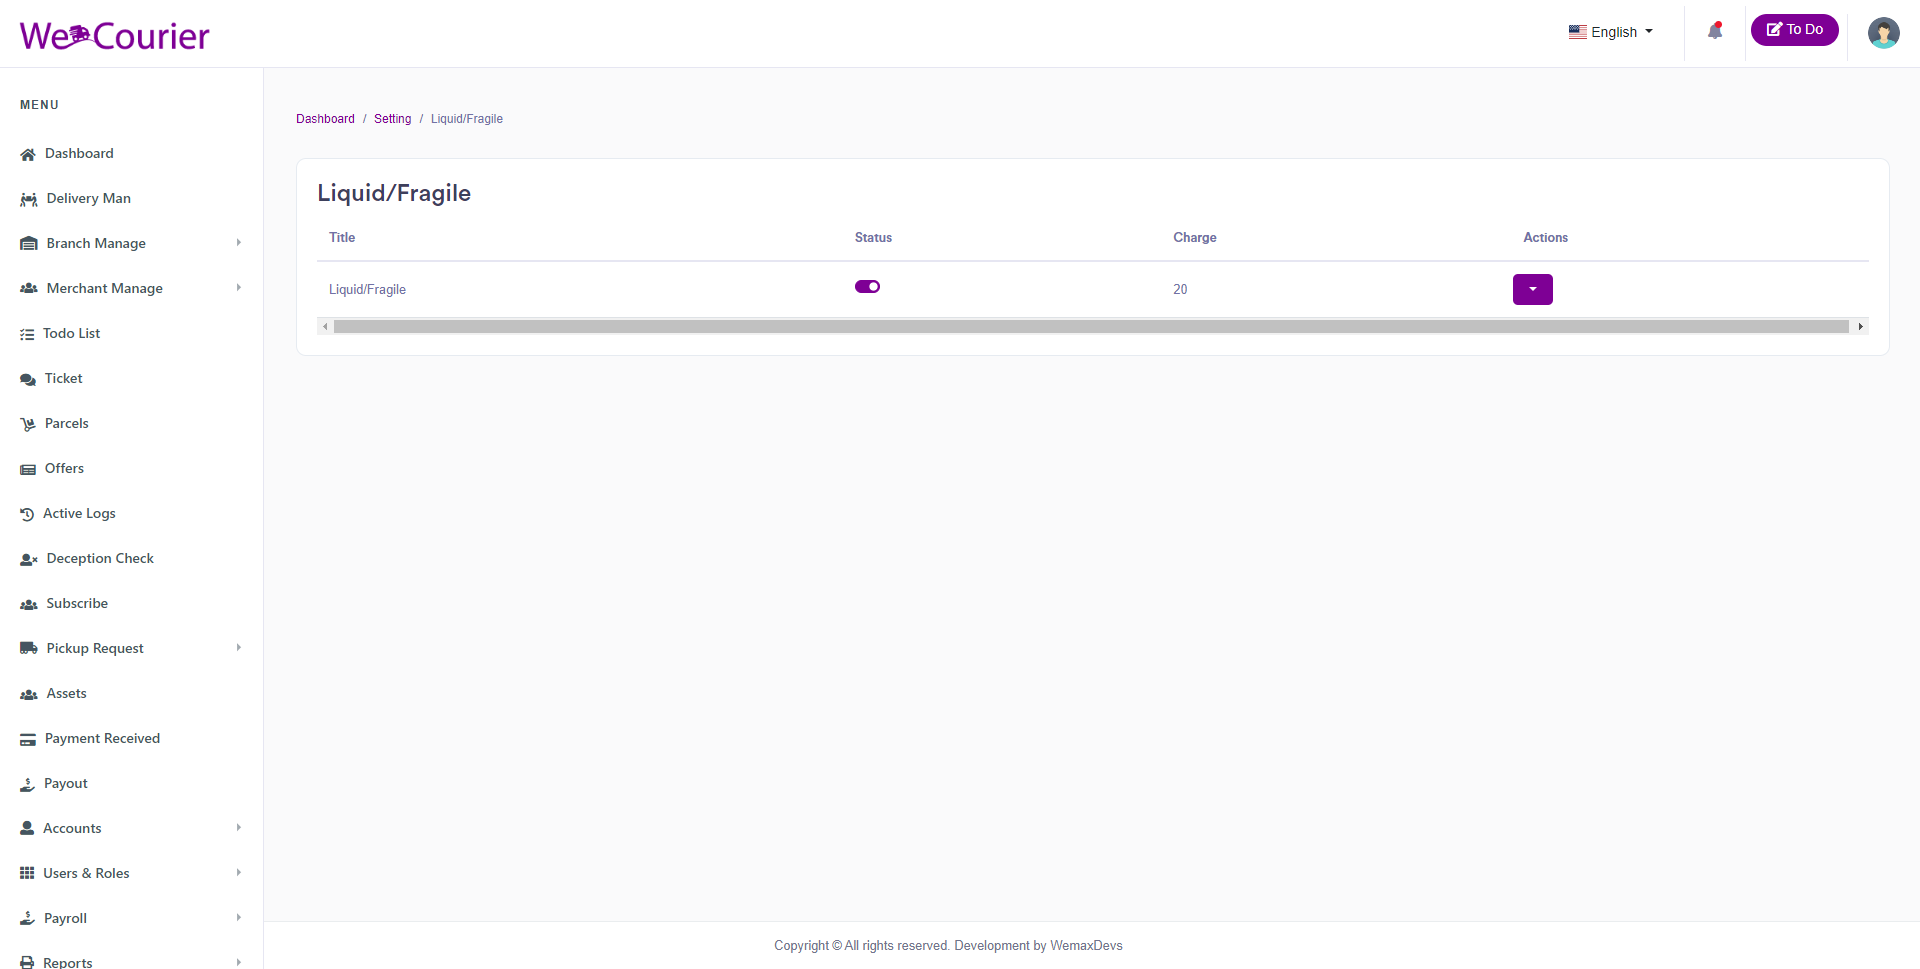 We Courier
English
To Do
MENU
Dashboard
Delivery Man
Branch Manage
Merchant Manage
Todo List
Ticket
Parcels
Offers
Active Logs
Deception Check
Subscribe
Pickup Request
Assets
Payment Received
Payout
Accounts
Users & Roles
Payroll
Reports
Dashboard / Setting / Liquid/Fragile
Liquid/Fragile
Title Status Charge Actions
Liquid/Fragile 20
Copyright © All rights reserved. Development by WemaxDevs